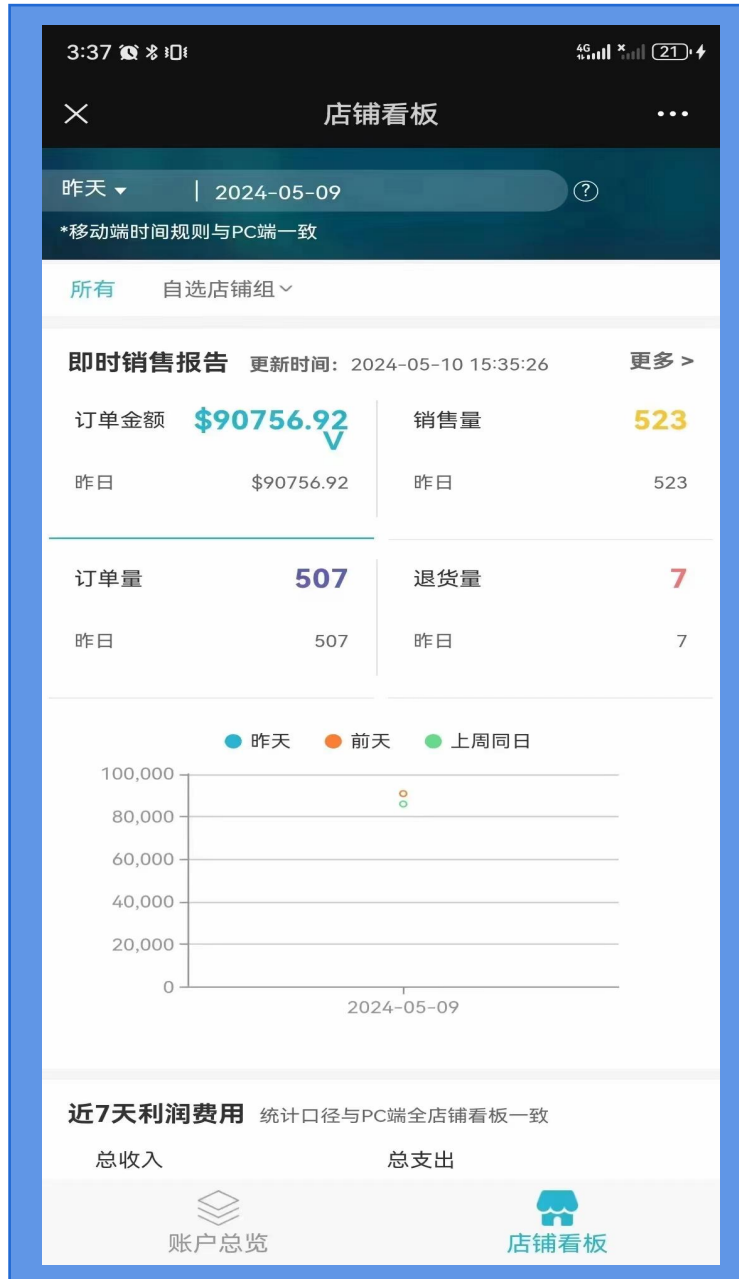 3:37
4G 21
店铺看板
昨天 | 2024-05-09 ?
*移动端时间规则与PC端一致
所有 自选店铺组
即时销售报告 更新时间: 2024-05-10 15:35:26 更多 >
订单金额 $90756.92 销售量 523
昨日 $90756.92 昨日 523
订单量 507 退货量 7
昨日 507 昨日 7
昨天 前天 上周同日
100,000
80,000
60,000
40,000
20,000
0
2024-05-09
近7天利润费用 统计口径与PC端全店铺看板一致
总收入 总支出
账户总览 店铺看板